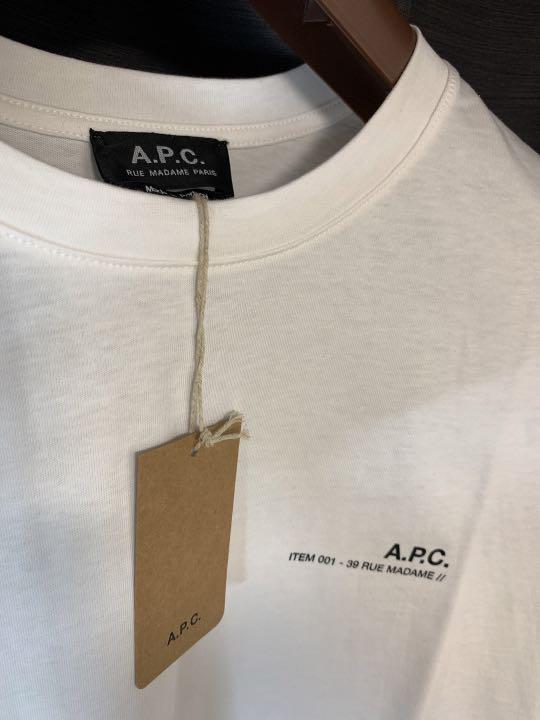 A.P.C.
RUE MADAME PARIS
A.P.C.
ITEM 001 - 39 RUE MADAME //
A.P.C.